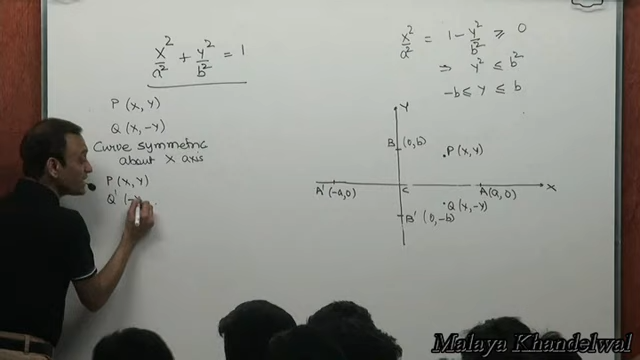 x²/a² + y²/b² = 1
P (x, y)
Q (x, -y)
Curve symmetric
about x axis
P (x, y)
Q' (-x
x²/a² = 1 - y²/b² ≥ 0
⇒ y² ≤ b²
-b ≤ y ≤ b
Y
B (0, b)
P (x, y)
A' (-a, 0)
C
A (a, 0)
X
Q (x, -y)
B' (0, -b)
Malaya Khandelwal